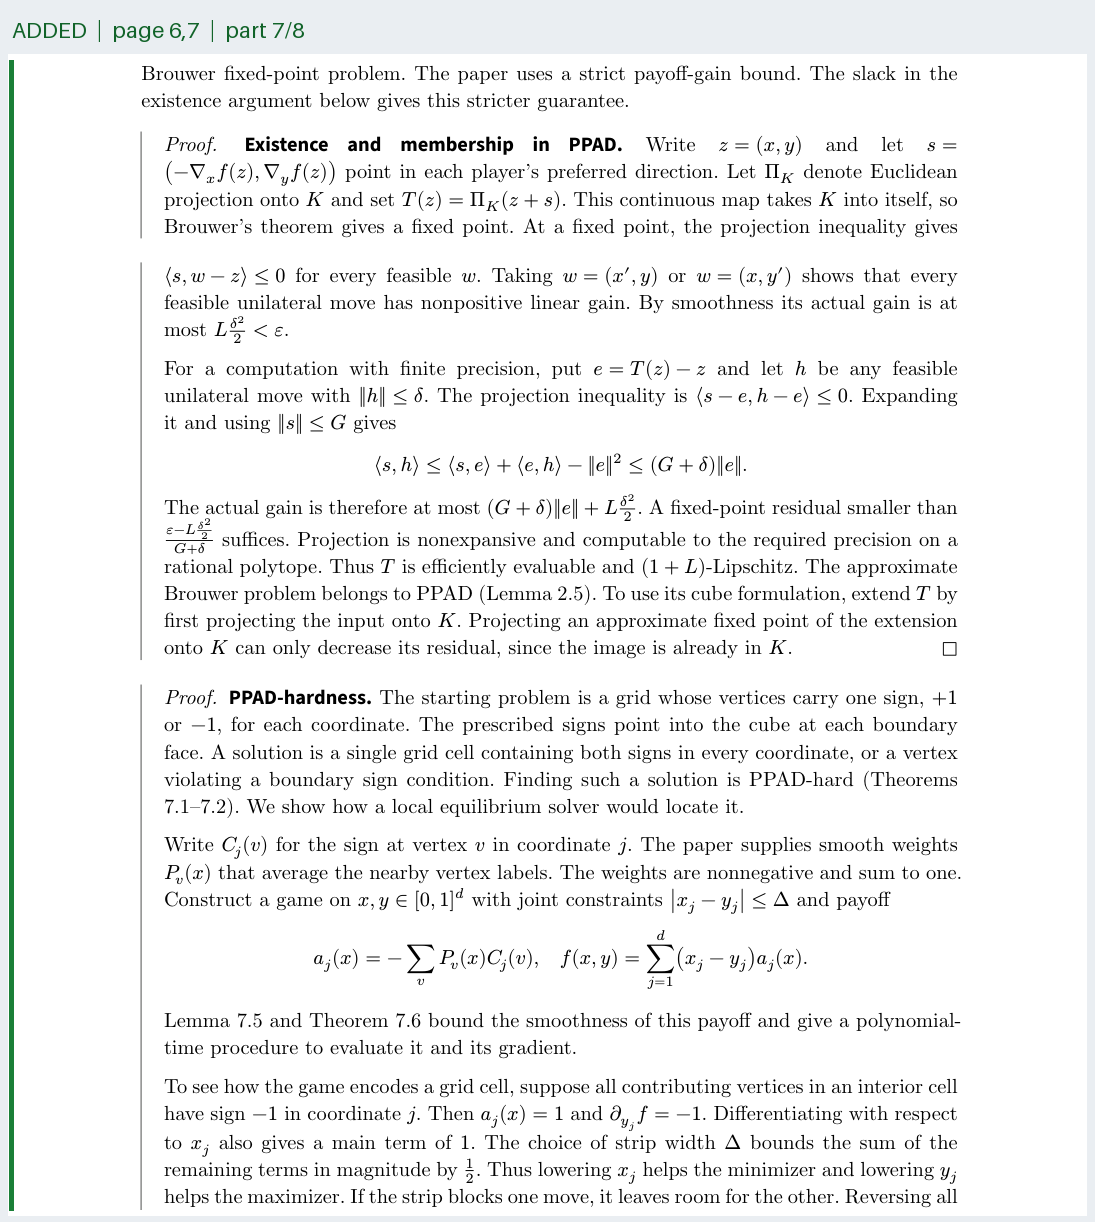 ADDED | page 6,7 | part 7/8
Brouwer fixed-point problem. The paper uses a strict payoff-gain bound. The slack in the
existence argument below gives this stricter guarantee.
Proof. Existence and membership in PPAD. Write z = (x, y) and let s =
(−∇ₓf(z), ∇ᵧf(z)) point in each player's preferred direction. Let Π_K denote Euclidean
projection onto K and set T(z) = Π_K(z + s). This continuous map takes K into itself, so
Brouwer's theorem gives a fixed point. At a fixed point, the projection inequality gives
⟨s, w − z⟩ ≤ 0 for every feasible w. Taking w = (x′, y) or w = (x, y′) shows that every
feasible unilateral move has nonpositive linear gain. By smoothness its actual gain is at
most L δ²/2 < ε.
For a computation with finite precision, put e = T(z) − z and let h be any feasible
unilateral move with ‖h‖ ≤ δ. The projection inequality is ⟨s − e, h − e⟩ ≤ 0. Expanding
it and using ‖s‖ ≤ G gives
⟨s, h⟩ ≤ ⟨s, e⟩ + ⟨e, h⟩ − ‖e‖² ≤ (G + δ)‖e‖.
The actual gain is therefore at most (G + δ)‖e‖ + L δ²/2. A fixed-point residual smaller than
(ε−L δ²/2)/(G+δ) suffices. Projection is nonexpansive and computable to the required precision on a
rational polytope. Thus T is efficiently evaluable and (1 + L)-Lipschitz. The approximate
Brouwer problem belongs to PPAD (Lemma 2.5). To use its cube formulation, extend T by
first projecting the input onto K. Projecting an approximate fixed point of the extension
onto K can only decrease its residual, since the image is already in K. □
Proof. PPAD-hardness. The starting problem is a grid whose vertices carry one sign, +1
or −1, for each coordinate. The prescribed signs point into the cube at each boundary
face. A solution is a single grid cell containing both signs in every coordinate, or a vertex
violating a boundary sign condition. Finding such a solution is PPAD-hard (Theorems
7.1–7.2). We show how a local equilibrium solver would locate it.
Write C_j(v) for the sign at vertex v in coordinate j. The paper supplies smooth weights
P_v(x) that average the nearby vertex labels. The weights are nonnegative and sum to one.
Construct a game on x, y ∈ [0, 1]^d with joint constraints |x_j − y_j| ≤ Δ and payoff
a_j(x) = − ∑_v P_v(x)C_j(v), f(x, y) = ∑_{j=1}^d (x_j − y_j)a_j(x).
Lemma 7.5 and Theorem 7.6 bound the smoothness of this payoff and give a polynomial-
time procedure to evaluate it and its gradient.
To see how the game encodes a grid cell, suppose all contributing vertices in an interior cell
have sign −1 in coordinate j. Then a_j(x) = 1 and ∂_{y_j} f = −1. Differentiating with respect
to x_j also gives a main term of 1. The choice of strip width Δ bounds the sum of the
remaining terms in magnitude by 1/2. Thus lowering x_j helps the minimizer and lowering y_j
helps the maximizer. If the strip blocks one move, it leaves room for the other. Reversing all